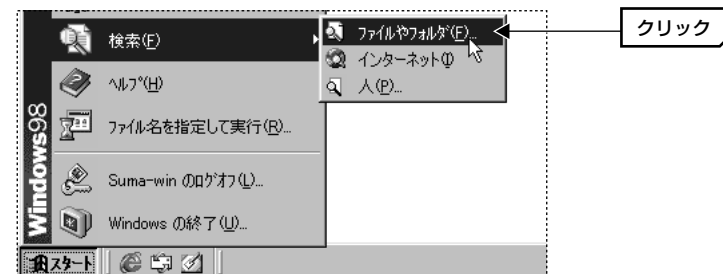 検索(F)
ファイルやフォルダ(F)...
クリック
インターネット(I)
人(P)...
ヘルプ(H)
ファイル名を指定して実行(R)...
Suma-win のログオフ(L)...
Windows の終了(U)...
Windows98
スタート